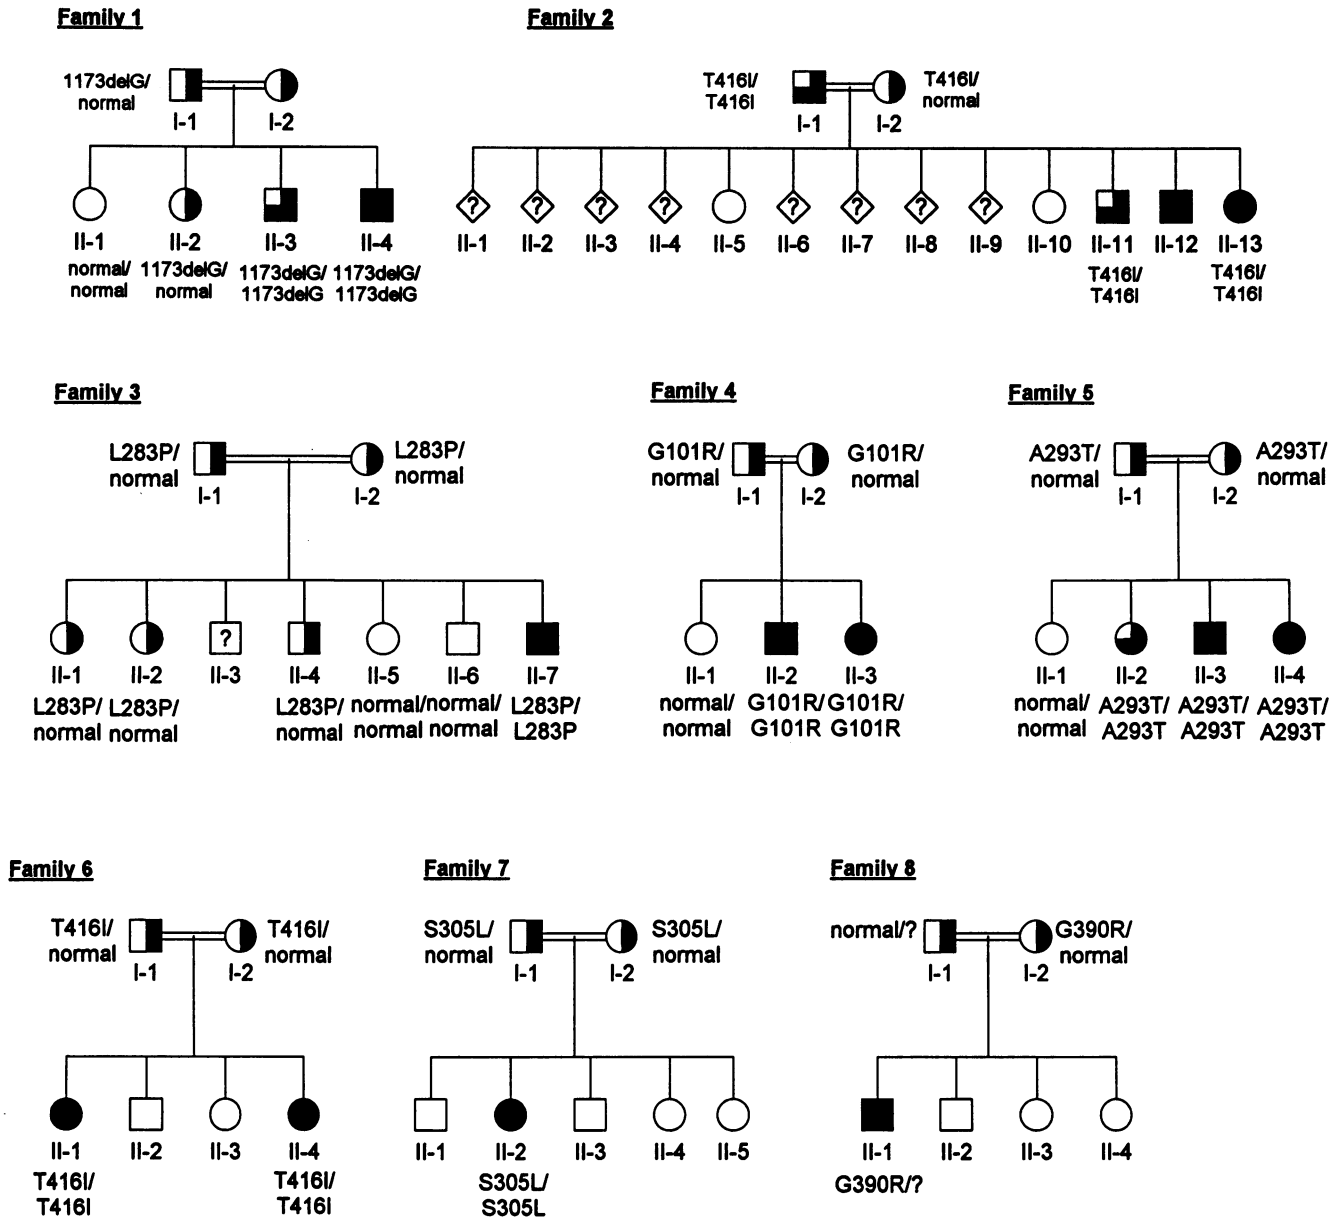 Family 1
Family 2
1173delG/
normal
I-1
I-2
T416I/
T416I
T416I/
normal
I-1
I-2
II-1
II-2
II-3
II-4
normal/
normal
1173delG/
normal
1173delG/
1173delG
1173delG/
1173delG
? ? ? ? ? ? ? ?
II-1 II-2 II-3 II-4 II-5 II-6 II-7 II-8 II-9 II-10 II-11 II-12 II-13
T416I/
T416I
T416I/
T416I
Family 3
L283P/
normal
L283P/
normal
I-1
I-2
?
II-1 II-2 II-3 II-4 II-5 II-6 II-7
L283P/
normal
L283P/
normal
L283P/
normal
normal/
normal
normal/
normal
L283P/
L283P
Family 4
G101R/
normal
G101R/
normal
I-1
I-2
II-1 II-2 II-3
normal/
normal
G101R/
G101R
G101R/
G101R
Family 5
A293T/
normal
A293T/
normal
I-1
I-2
II-1 II-2 II-3 II-4
normal/
normal
A293T/
A293T
A293T/
A293T
A293T/
A293T
Family 6
T416I/
normal
T416I/
normal
I-1
I-2
II-1 II-2 II-3 II-4
T416I/
T416I
T416I/
T416I
Family 7
S305L/
normal
S305L/
normal
I-1
I-2
II-1 II-2 II-3 II-4 II-5
S305L/
S305L
Family 8
normal/?
G390R/
normal
I-1
I-2
II-1 II-2 II-3 II-4
G390R/?